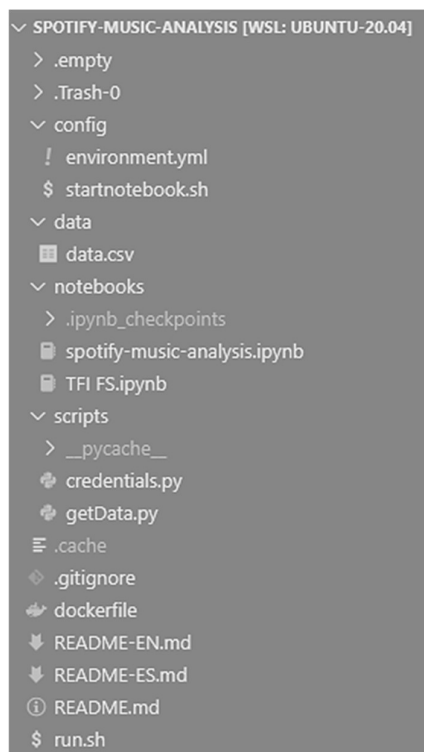 SPOTIFY-MUSIC-ANALYSIS [WSL: UBUNTU-20.04]
.empty
.Trash-0
config
! environment.yml
$ startnotebook.sh
data
data.csv
notebooks
.ipynb_checkpoints
spotify-music-analysis.ipynb
TFI FS.ipynb
scripts
__pycache__
credentials.py
getData.py
.cache
.gitignore
dockerfile
README-EN.md
README-ES.md
README.md
$ run.sh